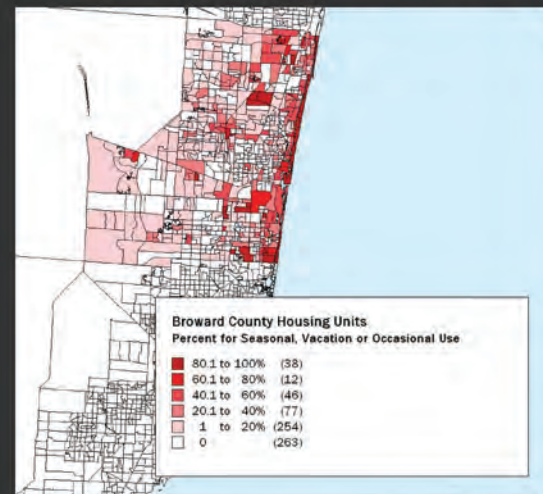 Broward County Housing Units
Percent for Seasonal, Vacation or Occasional Use
80.1 to 100% (38)
60.1 to 80% (12)
40.1 to 60% (46)
20.1 to 40% (77)
1 to 20% (254)
0 (263)